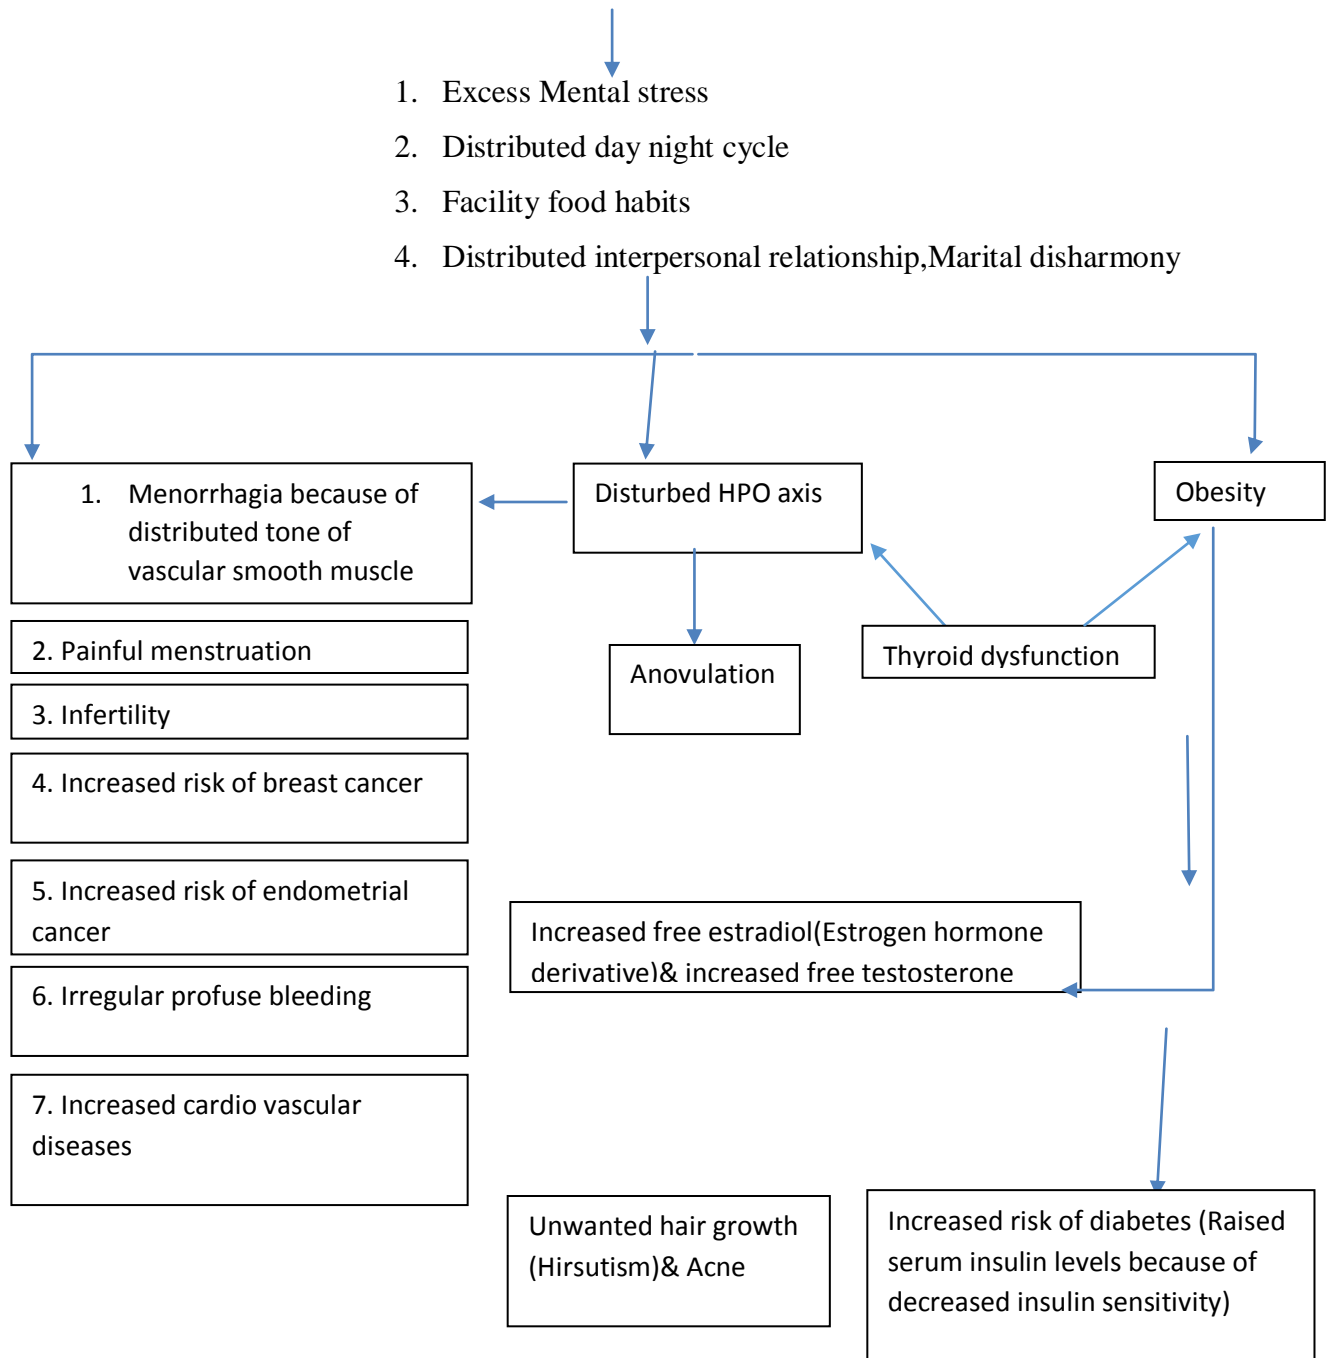 1. Excess Mental stress
2. Distributed day night cycle
3. Facility food habits
4. Distributed interpersonal relationship,Marital disharmony
1. Menorrhagia because of
distributed tone of
vascular smooth muscle
Disturbed HPO axis
Obesity
2. Painful menstruation
Anovulation
Thyroid dysfunction
3. Infertility
4. Increased risk of breast cancer
5. Increased risk of endometrial
cancer
Increased free estradiol(Estrogen hormone
derivative)& increased free testosterone
6. Irregular profuse bleeding
7. Increased cardio vascular
diseases
Unwanted hair growth
(Hirsutism)& Acne
Increased risk of diabetes (Raised
serum insulin levels because of
decreased insulin sensitivity)